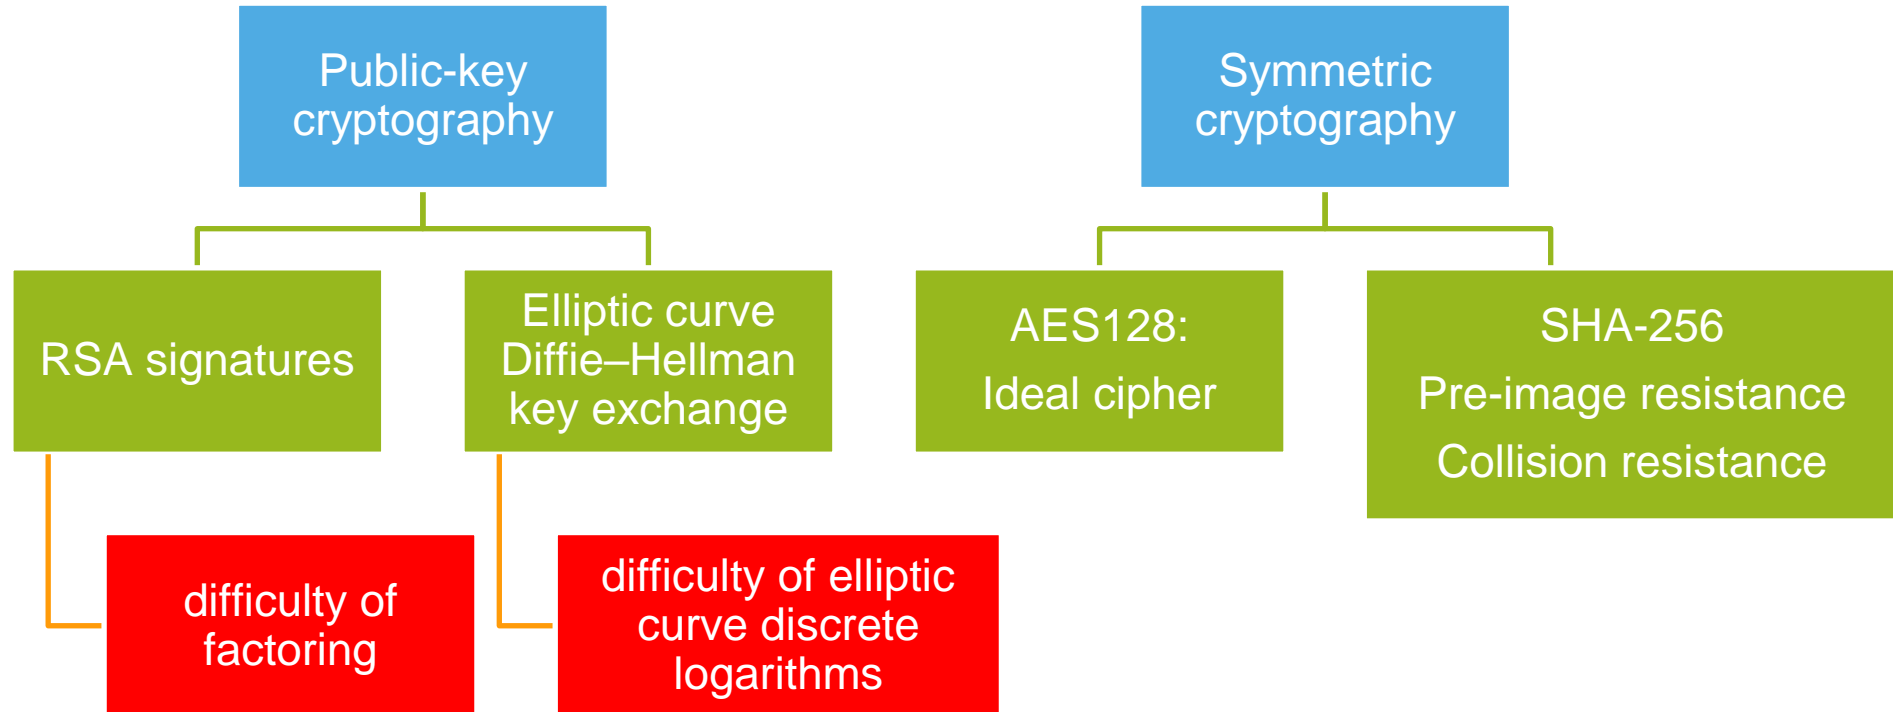 Public-key
cryptography
Symmetric
cryptography
RSA signatures
Elliptic curve
Diffie–Hellman
key exchange
AES128:
Ideal cipher
SHA-256
Pre-image resistance
Collision resistance
difficulty of
factoring
difficulty of elliptic
curve discrete
logarithms